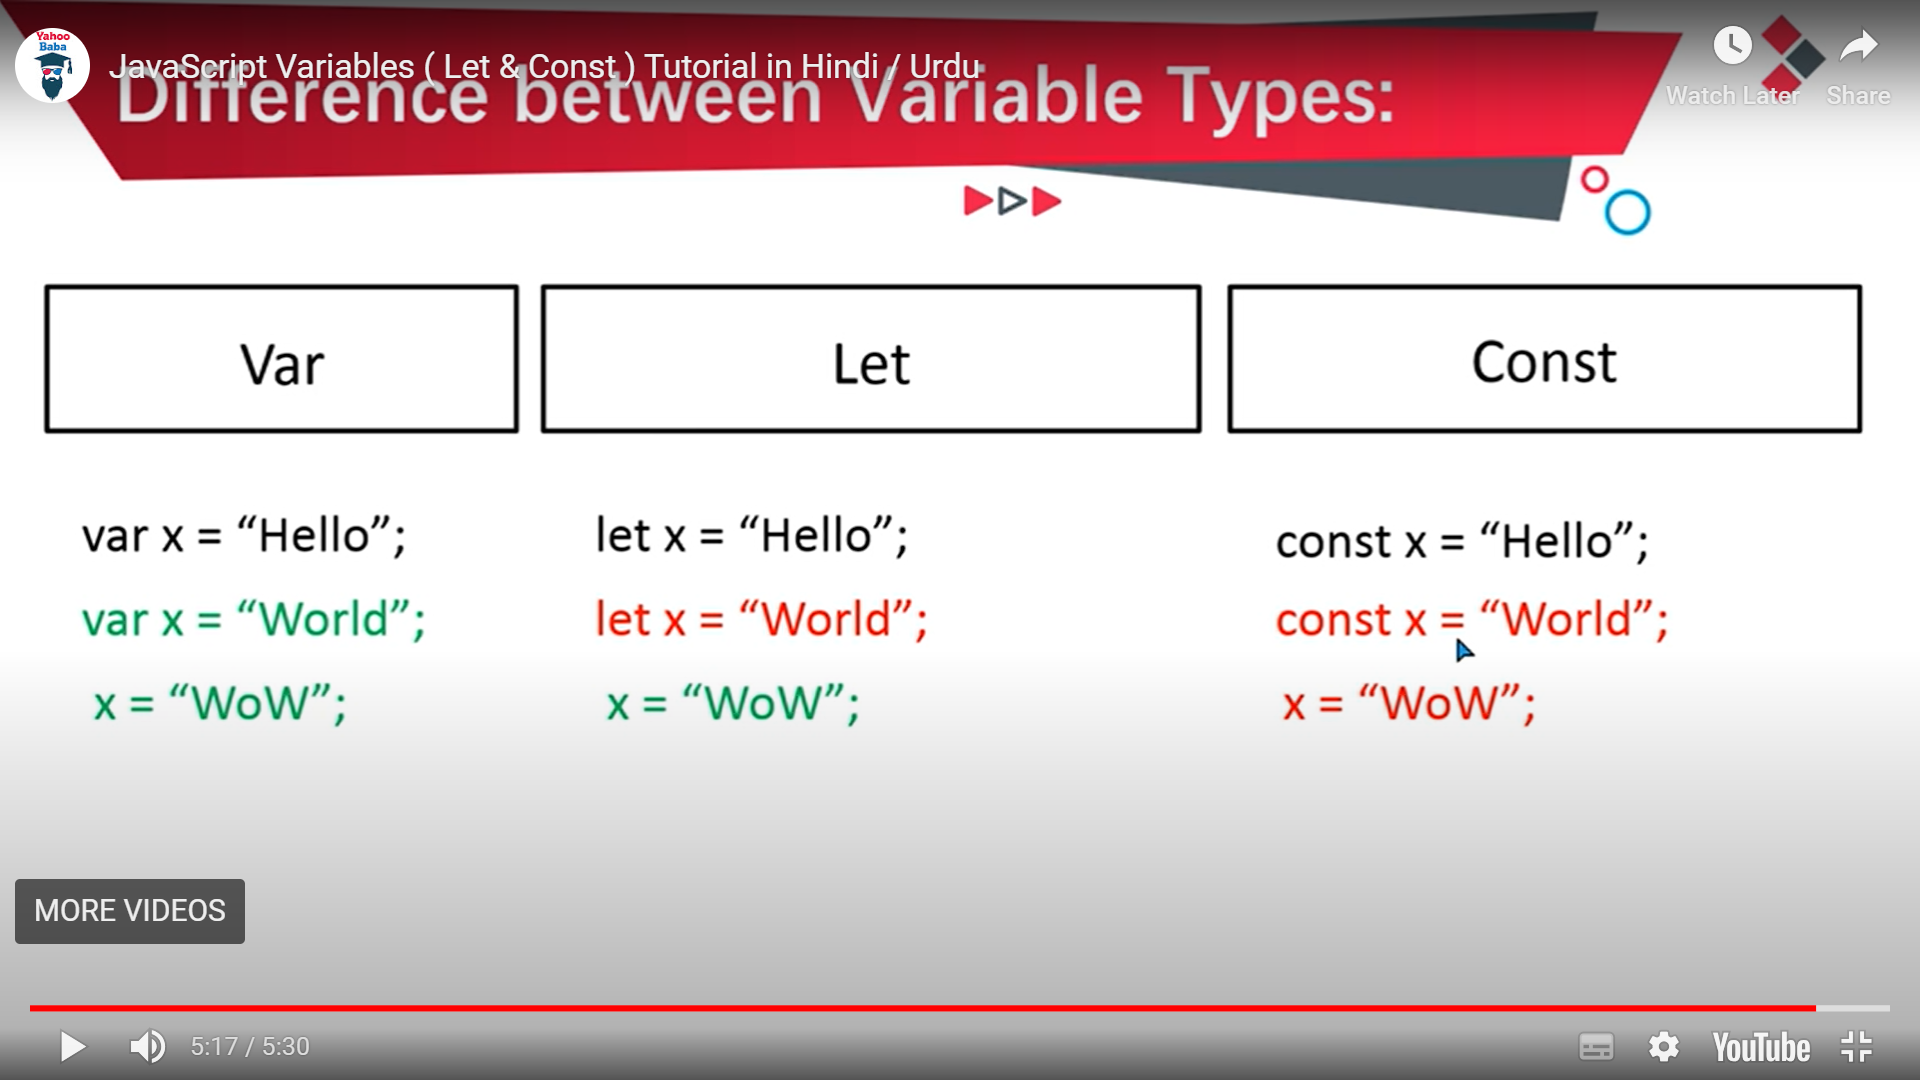 Yahoo
Baba
JavaScript Variables ( Let & Const ) Tutorial in Hindi / Urdu
Watch Later
Share
Difference between Variable Types:
Var
Let
Const
var x = “Hello”;
var x = “World”;
x = “WoW”;
let x = “Hello”;
let x = “World”;
x = “WoW”;
const x = “Hello”;
const x = “World”;
x = “WoW”;
MORE VIDEOS
5:17 / 5:30
YouTube